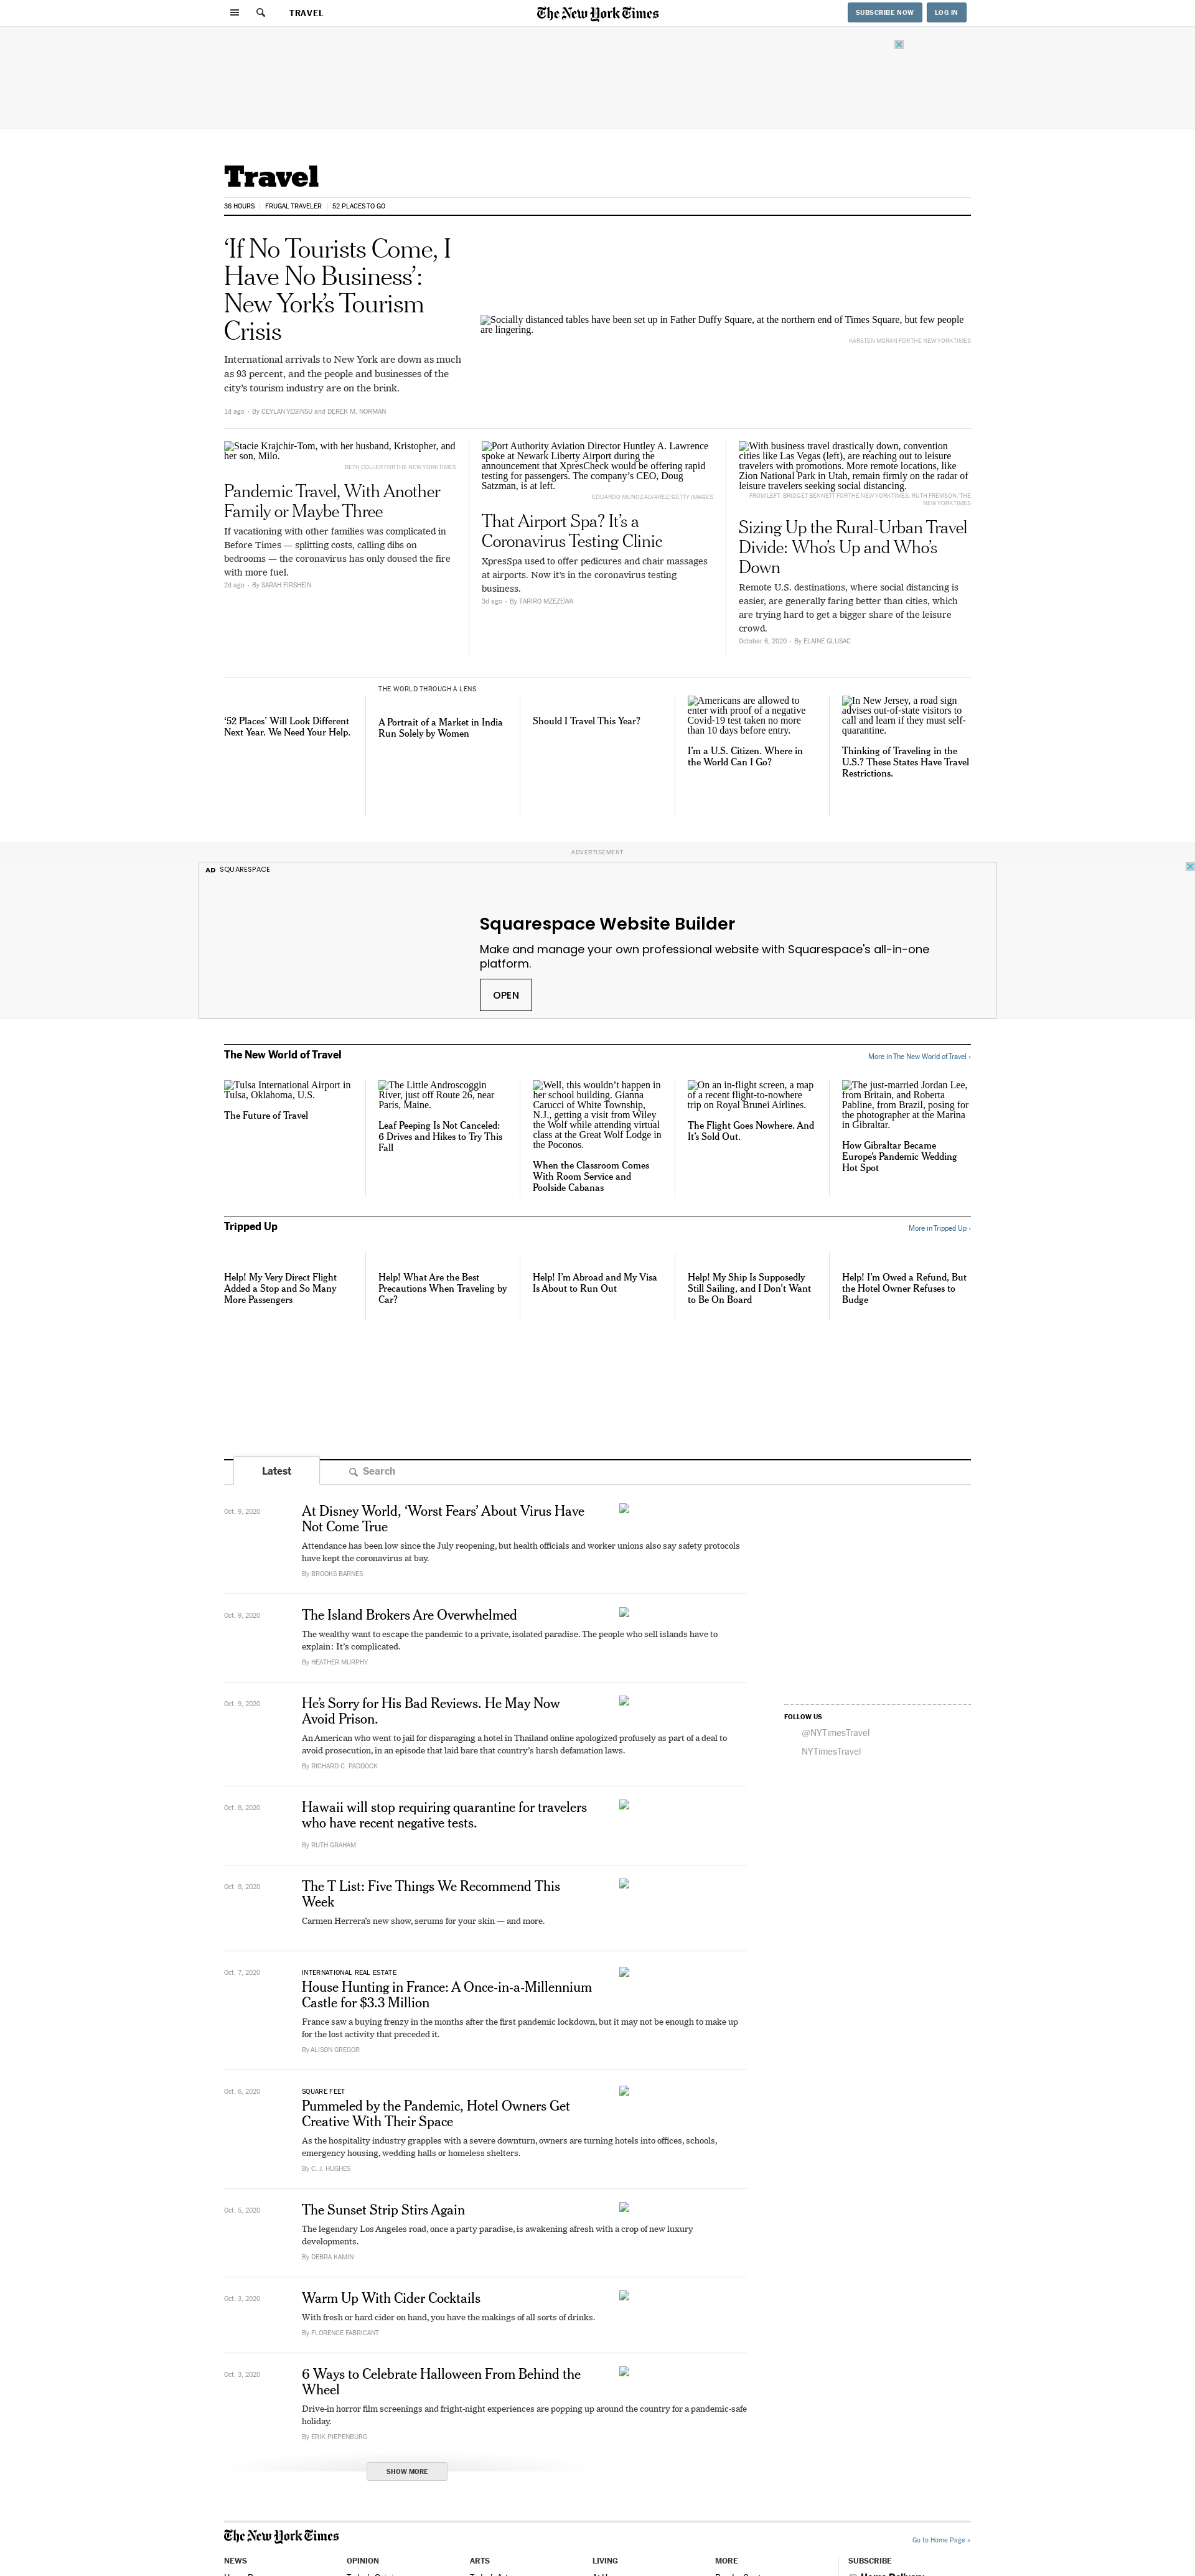 TRAVEL
The New York Times
SUBSCRIBE NOW
LOG IN
Travel
36 HOURS
FRUGAL TRAVELER
52 PLACES TO GO
‘If No Tourists Come, I
Have No Business’:
New York’s Tourism
Crisis
International arrivals to New York are down as much
as 93 percent, and the people and businesses of the
city’s tourism industry are on the brink.
1d ago • By CEYLAN YEGINSU and DEREK M. NORMAN
Socially distanced tables have been set up in Father Duffy Square, at the northern end of Times Square, but few people
are lingering.
KARSTEN MORAN FOR THE NEW YORK TIMES
Stacie Krajchir-Tom, with her husband, Kristopher, and
her son, Milo.
BETH COLLER FOR THE NEW YORK TIMES
Pandemic Travel, With Another
Family or Maybe Three
If vacationing with other families was complicated in
Before Times — splitting costs, calling dibs on
bedrooms — the coronavirus has only doused the fire
with more fuel.
2d ago • By SARAH FIRSHEIN
Port Authority Aviation Director Huntley A. Lawrence
spoke at Newark Liberty Airport during the
announcement that XpresCheck would be offering rapid
testing for passengers. The company’s CEO, Doug
Satzman, is at left.
EDUARDO MUNOZ ALVAREZ/GETTY IMAGES
That Airport Spa? It’s a
Coronavirus Testing Clinic
XpresSpa used to offer pedicures and chair massages
at airports. Now it’s in the coronavirus testing
business.
3d ago • By TARIRO MZEZEWA
With business travel drastically down, convention
cities like Las Vegas (left), are reaching out to leisure
travelers with promotions. More remote locations, like
Zion National Park in Utah, remain firmly on the radar of
leisure travelers seeking social distancing.
FROM LEFT: BRIDGET BENNETT FOR THE NEW YORK TIMES; RUTH FREMSON/THE
NEW YORK TIMES
Sizing Up the Rural-Urban Travel
Divide: Who’s Up and Who’s
Down
Remote U.S. destinations, where social distancing is
easier, are generally faring better than cities, which
are trying hard to get a bigger share of the leisure
crowd.
October 6, 2020 • By ELAINE GLUSAC
‘52 Places’ Will Look Different
Next Year. We Need Your Help.
THE WORLD THROUGH A LENS
A Portrait of a Market in India
Run Solely by Women
Should I Travel This Year?
Americans are allowed to
enter with proof of a negative
Covid-19 test taken no more
than 10 days before entry.
I’m a U.S. Citizen. Where in
the World Can I Go?
In New Jersey, a road sign
advises out-of-state visitors to
call and learn if they must self-
quarantine.
Thinking of Traveling in the
U.S.? These States Have Travel
Restrictions.
ADVERTISEMENT
AD SQUARESPACE
Squarespace Website Builder
Make and manage your own professional website with Squarespace's all-in-one
platform.
OPEN
The New World of Travel
More in The New World of Travel ›
Tulsa International Airport in
Tulsa, Oklahoma, U.S.
The Future of Travel
The Little Androscoggin
River, just off Route 26, near
Paris, Maine.
Leaf Peeping Is Not Canceled:
6 Drives and Hikes to Try This
Fall
Well, this wouldn’t happen in
her school building. Gianna
Carucci of White Township,
N.J., getting a visit from Wiley
the Wolf while attending virtual
class at the Great Wolf Lodge in
the Poconos.
When the Classroom Comes
With Room Service and
Poolside Cabanas
On an in-flight screen, a map
of a recent flight-to-nowhere
trip on Royal Brunei Airlines.
The Flight Goes Nowhere. And
It’s Sold Out.
The just-married Jordan Lee,
from Britain, and Roberta
Pabline, from Brazil, posing for
the photographer at the Marina
in Gibraltar.
How Gibraltar Became
Europe’s Pandemic Wedding
Hot Spot
Tripped Up
More in Tripped Up ›
Help! My Very Direct Flight
Added a Stop and So Many
More Passengers
Help! What Are the Best
Precautions When Traveling by
Car?
Help! I’m Abroad and My Visa
Is About to Run Out
Help! My Ship Is Supposedly
Still Sailing, and I Don’t Want
to Be On Board
Help! I’m Owed a Refund, But
the Hotel Owner Refuses to
Budge
Latest
Search
Oct. 9, 2020
At Disney World, ‘Worst Fears’ About Virus Have
Not Come True
Attendance has been low since the July reopening, but health officials and worker unions also say safety protocols
have kept the coronavirus at bay.
By BROOKS BARNES
Oct. 9, 2020
The Island Brokers Are Overwhelmed
The wealthy want to escape the pandemic to a private, isolated paradise. The people who sell islands have to
explain: It’s complicated.
By HEATHER MURPHY
Oct. 9, 2020
He’s Sorry for His Bad Reviews. He May Now
Avoid Prison.
An American who went to jail for disparaging a hotel in Thailand online apologized profusely as part of a deal to
avoid prosecution, in an episode that laid bare that country’s harsh defamation laws.
By RICHARD C. PADDOCK
FOLLOW US
@NYTimesTravel
NYTimesTravel
Oct. 8, 2020
Hawaii will stop requiring quarantine for travelers
who have recent negative tests.
By RUTH GRAHAM
Oct. 8, 2020
The T List: Five Things We Recommend This
Week
Carmen Herrera’s new show, serums for your skin — and more.
Oct. 7, 2020
INTERNATIONAL REAL ESTATE
House Hunting in France: A Once-in-a-Millennium
Castle for $3.3 Million
France saw a buying frenzy in the months after the first pandemic lockdown, but it may not be enough to make up
for the lost activity that preceded it.
By ALISON GREGOR
Oct. 6, 2020
SQUARE FEET
Pummeled by the Pandemic, Hotel Owners Get
Creative With Their Space
As the hospitality industry grapples with a severe downturn, owners are turning hotels into offices, schools,
emergency housing, wedding halls or homeless shelters.
By C. J. HUGHES
Oct. 5, 2020
The Sunset Strip Stirs Again
The legendary Los Angeles road, once a party paradise, is awakening afresh with a crop of new luxury
developments.
By DEBRA KAMIN
Oct. 3, 2020
Warm Up With Cider Cocktails
With fresh or hard cider on hand, you have the makings of all sorts of drinks.
By FLORENCE FABRICANT
Oct. 3, 2020
6 Ways to Celebrate Halloween From Behind the
Wheel
Drive-in horror film screenings and fright-night experiences are popping up around the country for a pandemic-safe
holiday.
By ERIK PIEPENBURG
SHOW MORE
The New York Times
Go to Home Page »
NEWS
OPINION
ARTS
LIVING
MORE
SUBSCRIBE